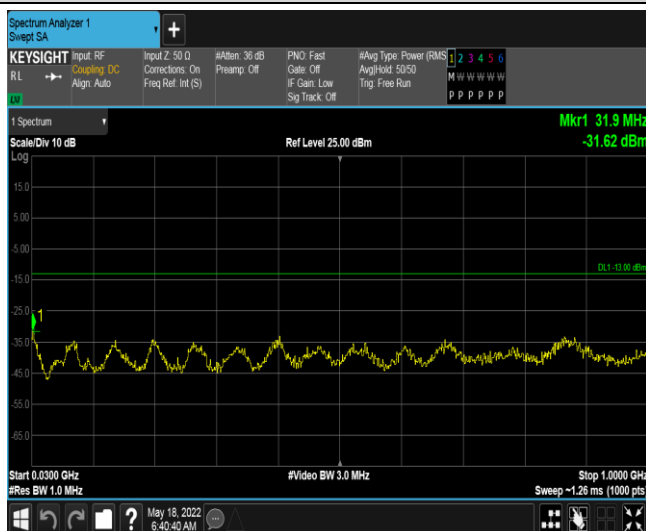 Spectrum Analyzer 1
Swept SA
+
KEYSIGHT Input: RF Input Z: 50 Ω #Atten: 36 dB PNO: Fast #Avg Type: Power (RMS 1 2 3 4 5 6
RL Coupling: DC Corrections: On Preamp: Off Gate: Off Avg|Hold: 50/50 M W W W W W
Align: Auto Freq Ref: Int (S) IF Gain: Low Trig: Free Run
Sig Track: Off P P P P P P
1 Spectrum Mkr1 31.9 MHz
Scale/Div 10 dB Ref Level 25.00 dBm -31.62 dBm
Log
15.0
5.00
-5.00
DL1 -13.00 dBm
-15.0
-25.0
1
-35.0
-45.0
-55.0
-65.0
Start 0.0300 GHz #Video BW 3.0 MHz Stop 1.0000 GHz
#Res BW 1.0 MHz Sweep ~1.26 ms (1000 pts)
? May 18, 2022
6:40:40 AM